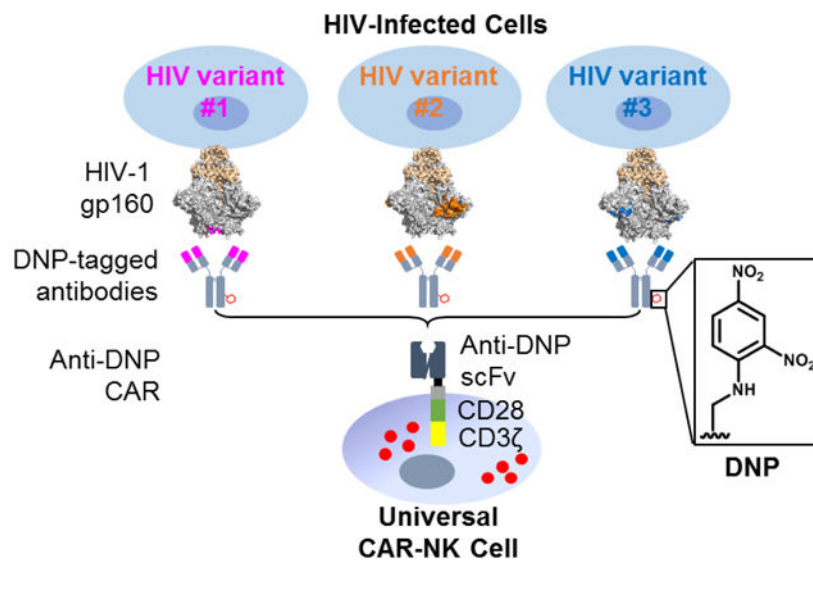 HIV-Infected Cells
HIV variant
#1
HIV variant
#2
HIV variant
#3
HIV-1
gp160
DNP-tagged
antibodies
NO₂
NO₂
NH
DNP
Anti-DNP
CAR
Anti-DNP
scFv
CD28
CD3ζ
Universal
CAR-NK Cell